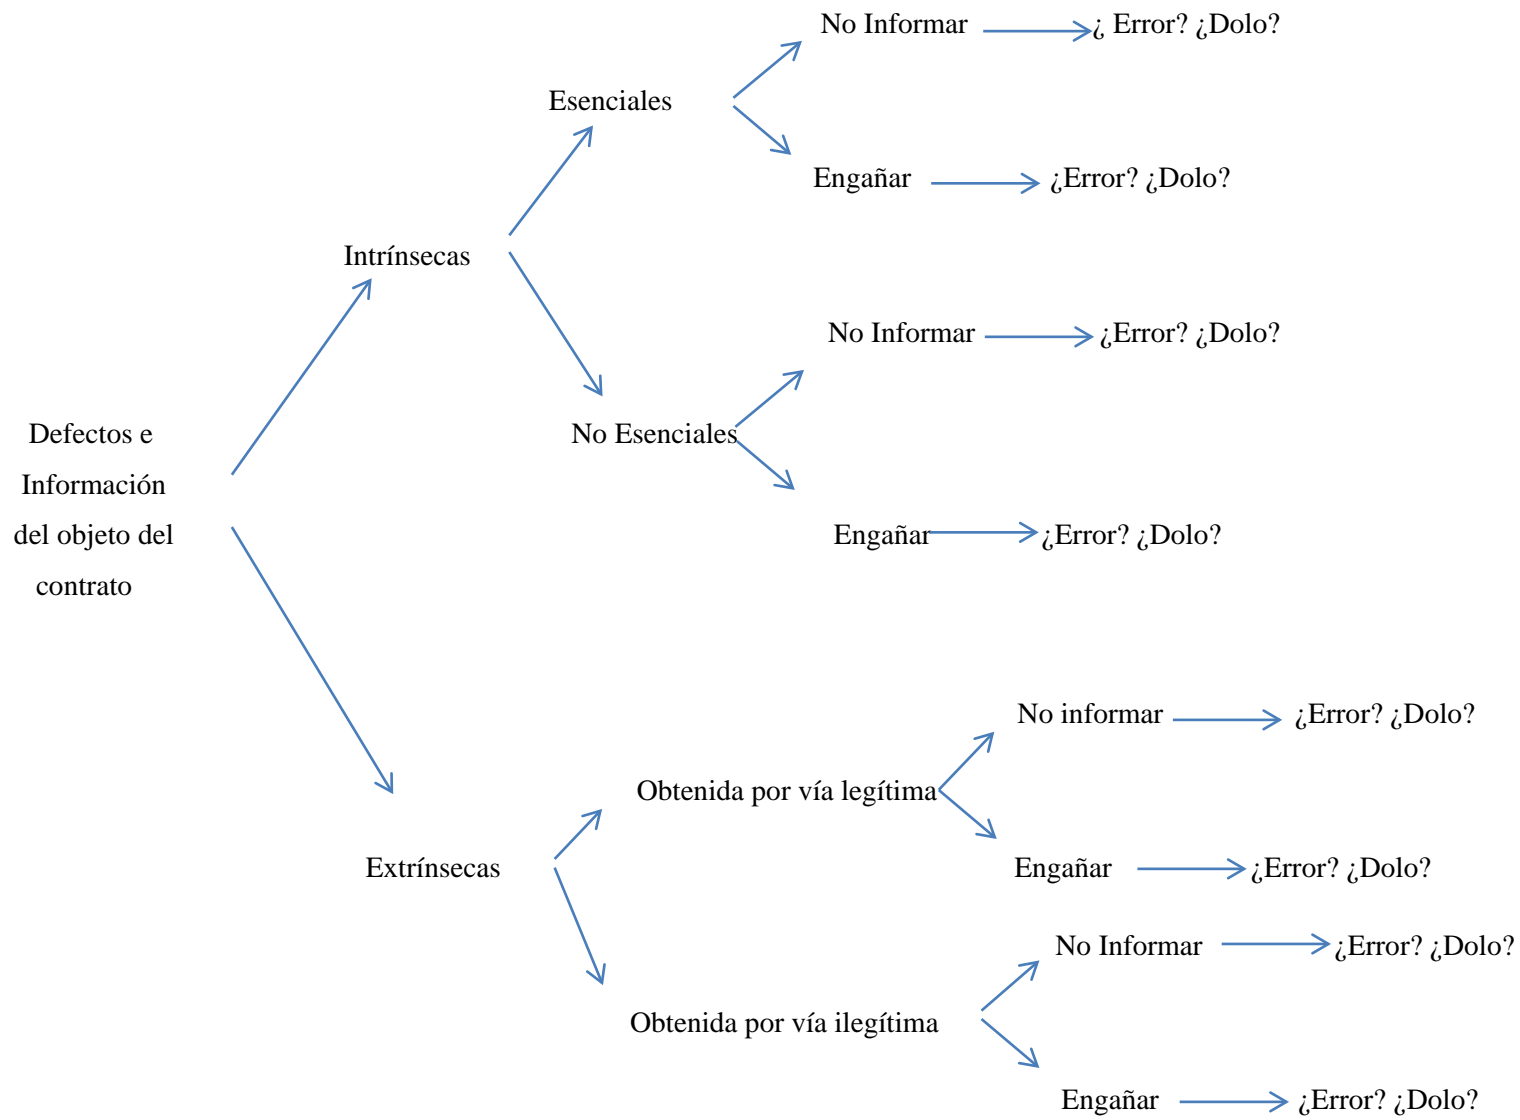 No Informar
¿ Error? ¿Dolo?
Esenciales
Engañar
¿Error? ¿Dolo?
Intrínsecas
No Informar
¿Error? ¿Dolo?
No Esenciales
Engañar
¿Error? ¿Dolo?
Defectos e
Información
del objeto del
contrato
No informar
¿Error? ¿Dolo?
Obtenida por vía legítima
Engañar
¿Error? ¿Dolo?
Extrínsecas
No Informar
¿Error? ¿Dolo?
Obtenida por vía ilegítima
Engañar
¿Error? ¿Dolo?